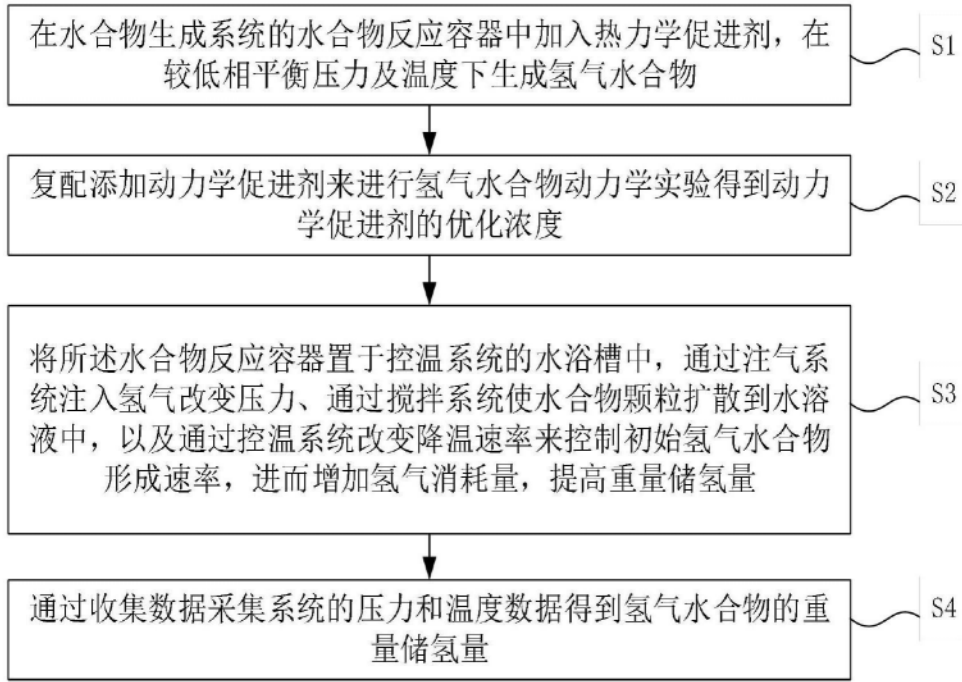 在水合物生成系统的水合物反应容器中加入热力学促进剂，在
较低相平衡压力及温度下生成氢气水合物
S1
复配添加动力学促进剂来进行氢气水合物动力学实验得到动力
学促进剂的优化浓度
S2
将所述水合物反应容器置于控温系统的水浴槽中，通过注气系
统注入氢气改变压力、通过搅拌系统使水合物颗粒扩散到水溶
液中，以及通过控温系统改变降温速率来控制初始氢气水合物
形成速率，进而增加氢气消耗量，提高重量储氢量
S3
通过收集数据采集系统的压力和温度数据得到氢气水合物的重
量储氢量
S4